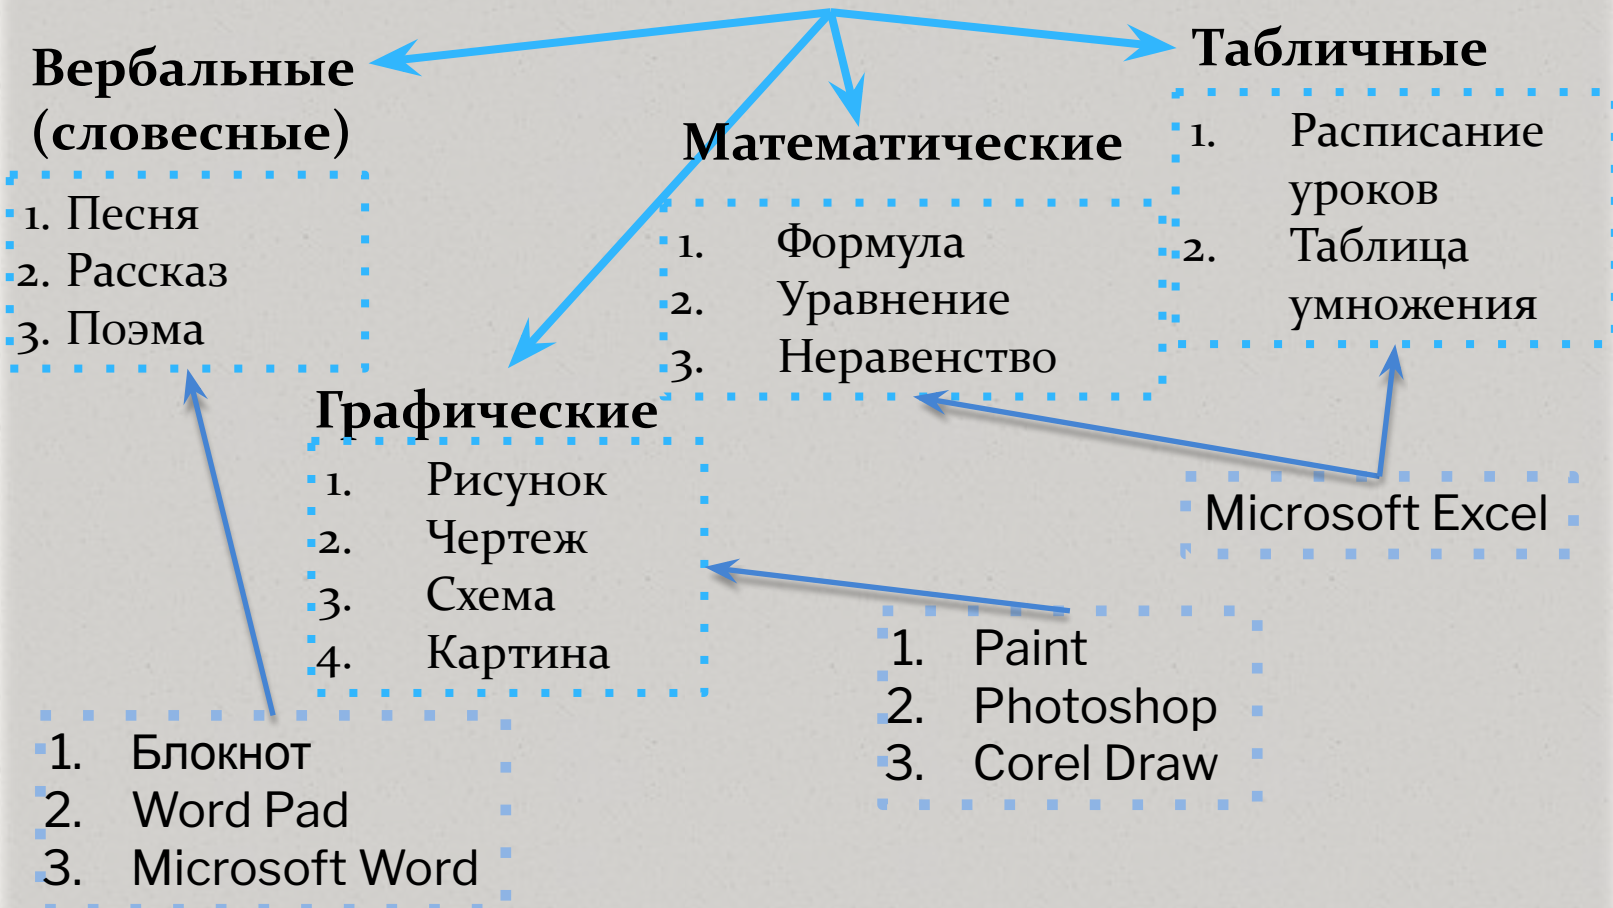 Вербальные
(словесные)
1. Песня
2. Рассказ
3. Поэма
Графические
1. Рисунок
2. Чертеж
3. Схема
4. Картина
Математические
1. Формула
2. Уравнение
3. Неравенство
Табличные
1. Расписание
уроков
2. Таблица
умножения
Microsoft Excel
1. Paint
2. Photoshop
3. Corel Draw
1. Блокнот
2. Word Pad
3. Microsoft Word